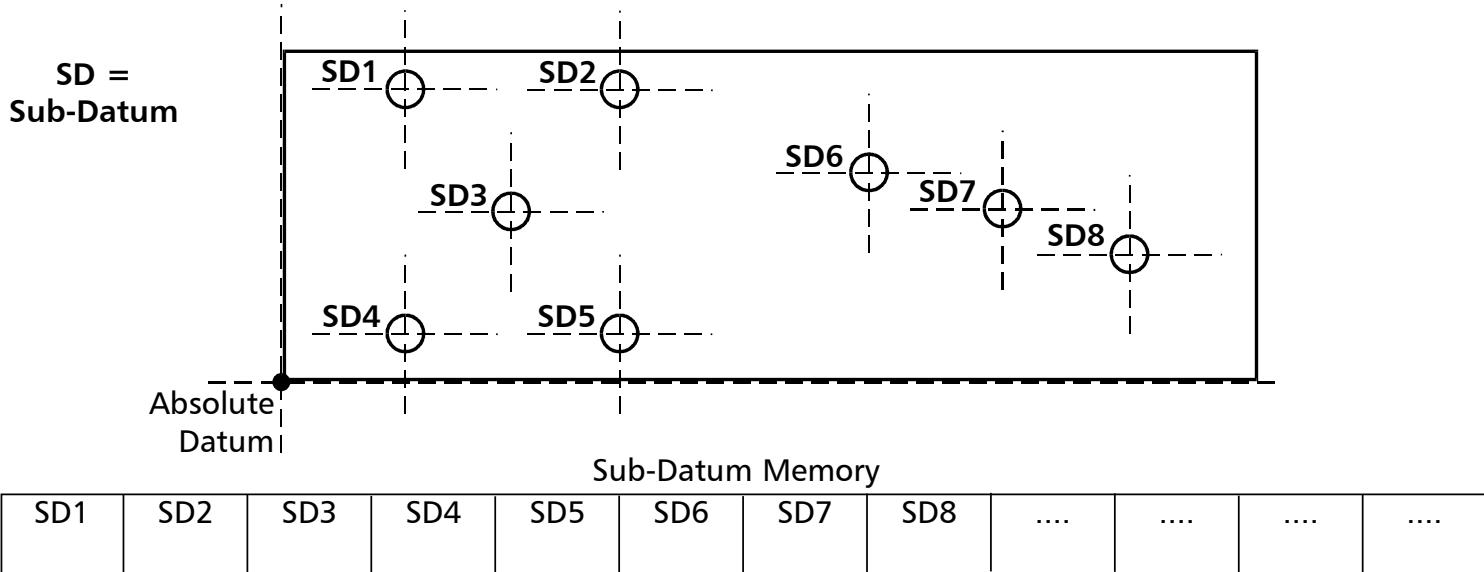 SD =
Sub-Datum
SD1
SD2
SD6
SD7
SD3
SD8
SD4
SD5
Absolute
Datum
Sub-Datum Memory
SD1 SD2 SD3 SD4 SD5 SD6 SD7 SD8 .... .... .... ....